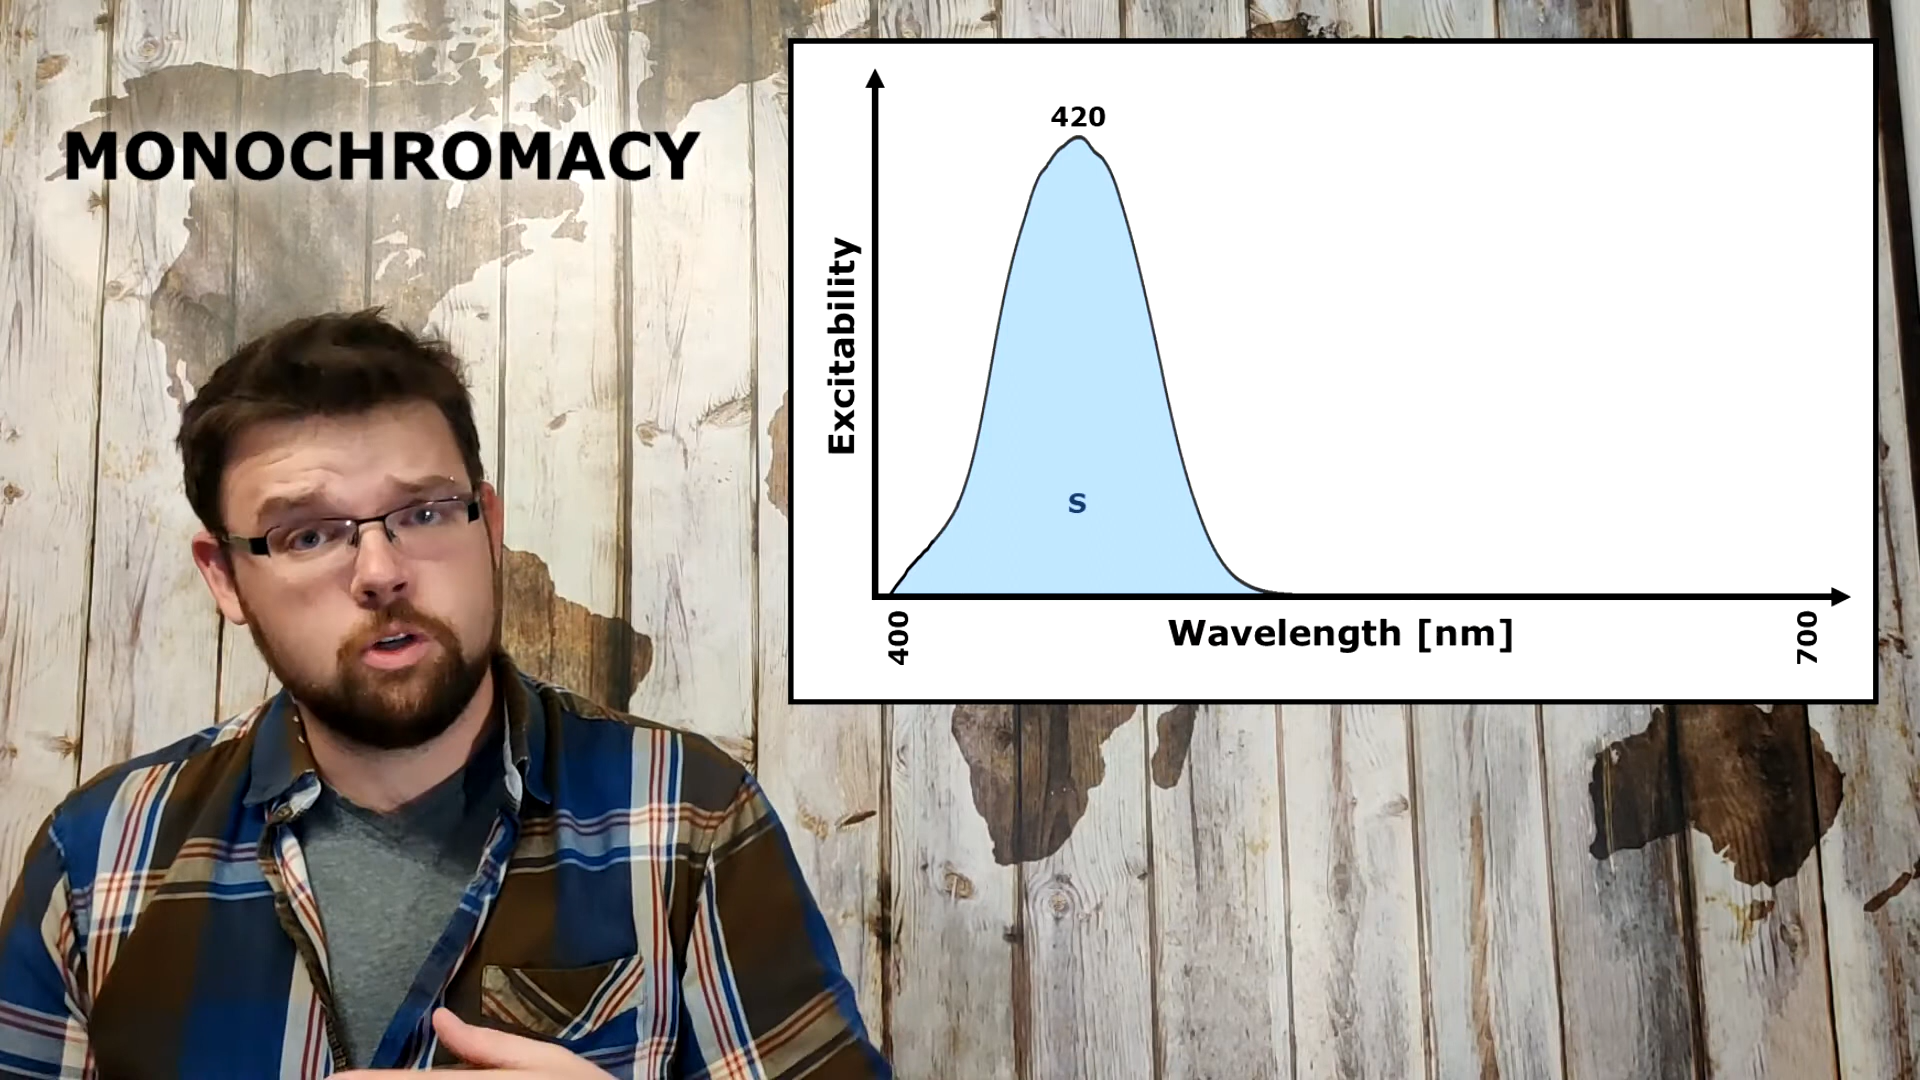 MONOCHROMACY
420
Excitability
S
400
Wavelength [nm]
700